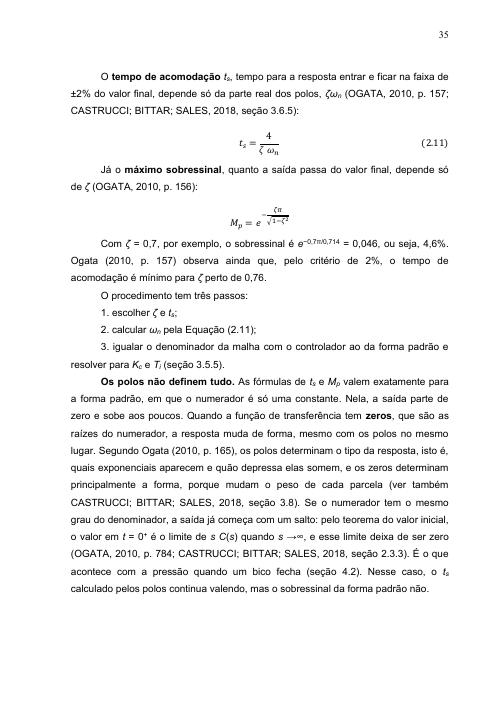 35
O tempo de acomodação tₛ, tempo para a resposta entrar e ficar na faixa de
±2% do valor final, depende só da parte real dos polos, ζωₙ (OGATA, 2010, p. 157;
CASTRUCCI; BITTAR; SALES, 2018, seção 3.6.5):
tₛ = 4 / (ζ ωₙ) (2.11)
Já o máximo sobressinal, quanto a saída passa do valor final, depende só
de ζ (OGATA, 2010, p. 156):
Mₚ = e^(−ζπ/√(1−ζ²))
Com ζ = 0,7, por exemplo, o sobressinal é e^(−0,7π/0,714) = 0,046, ou seja, 4,6%.
Ogata (2010, p. 157) observa ainda que, pelo critério de 2%, o tempo de
acomodação é mínimo para ζ perto de 0,76.
O procedimento tem três passos:
1. escolher ζ e tₛ;
2. calcular ωₙ pela Equação (2.11);
3. igualar o denominador da malha com o controlador ao da forma padrão e
resolver para K꜀ e Tᵢ (seção 3.5.5).
Os polos não definem tudo. As fórmulas de tₛ e Mₚ valem exatamente para
a forma padrão, em que o numerador é só uma constante. Nela, a saída parte de
zero e sobe aos poucos. Quando a função de transferência tem zeros, que são as
raízes do numerador, a resposta muda de forma, mesmo com os polos no mesmo
lugar. Segundo Ogata (2010, p. 165), os polos determinam o tipo da resposta, isto é,
quais exponenciais aparecem e quão depressa elas somem, e os zeros determinam
principalmente a forma, porque mudam o peso de cada parcela (ver também
CASTRUCCI; BITTAR; SALES, 2018, seção 3.8). Se o numerador tem o mesmo
grau do denominador, a saída já começa com um salto: pelo teorema do valor inicial,
o valor em t = 0⁺ é o limite de s C(s) quando s →∞, e esse limite deixa de ser zero
(OGATA, 2010, p. 784; CASTRUCCI; BITTAR; SALES, 2018, seção 2.3.3). É o que
acontece com a pressão quando um bico fecha (seção 4.2). Nesse caso, o tₛ
calculado pelos polos continua valendo, mas o sobressinal da forma padrão não.